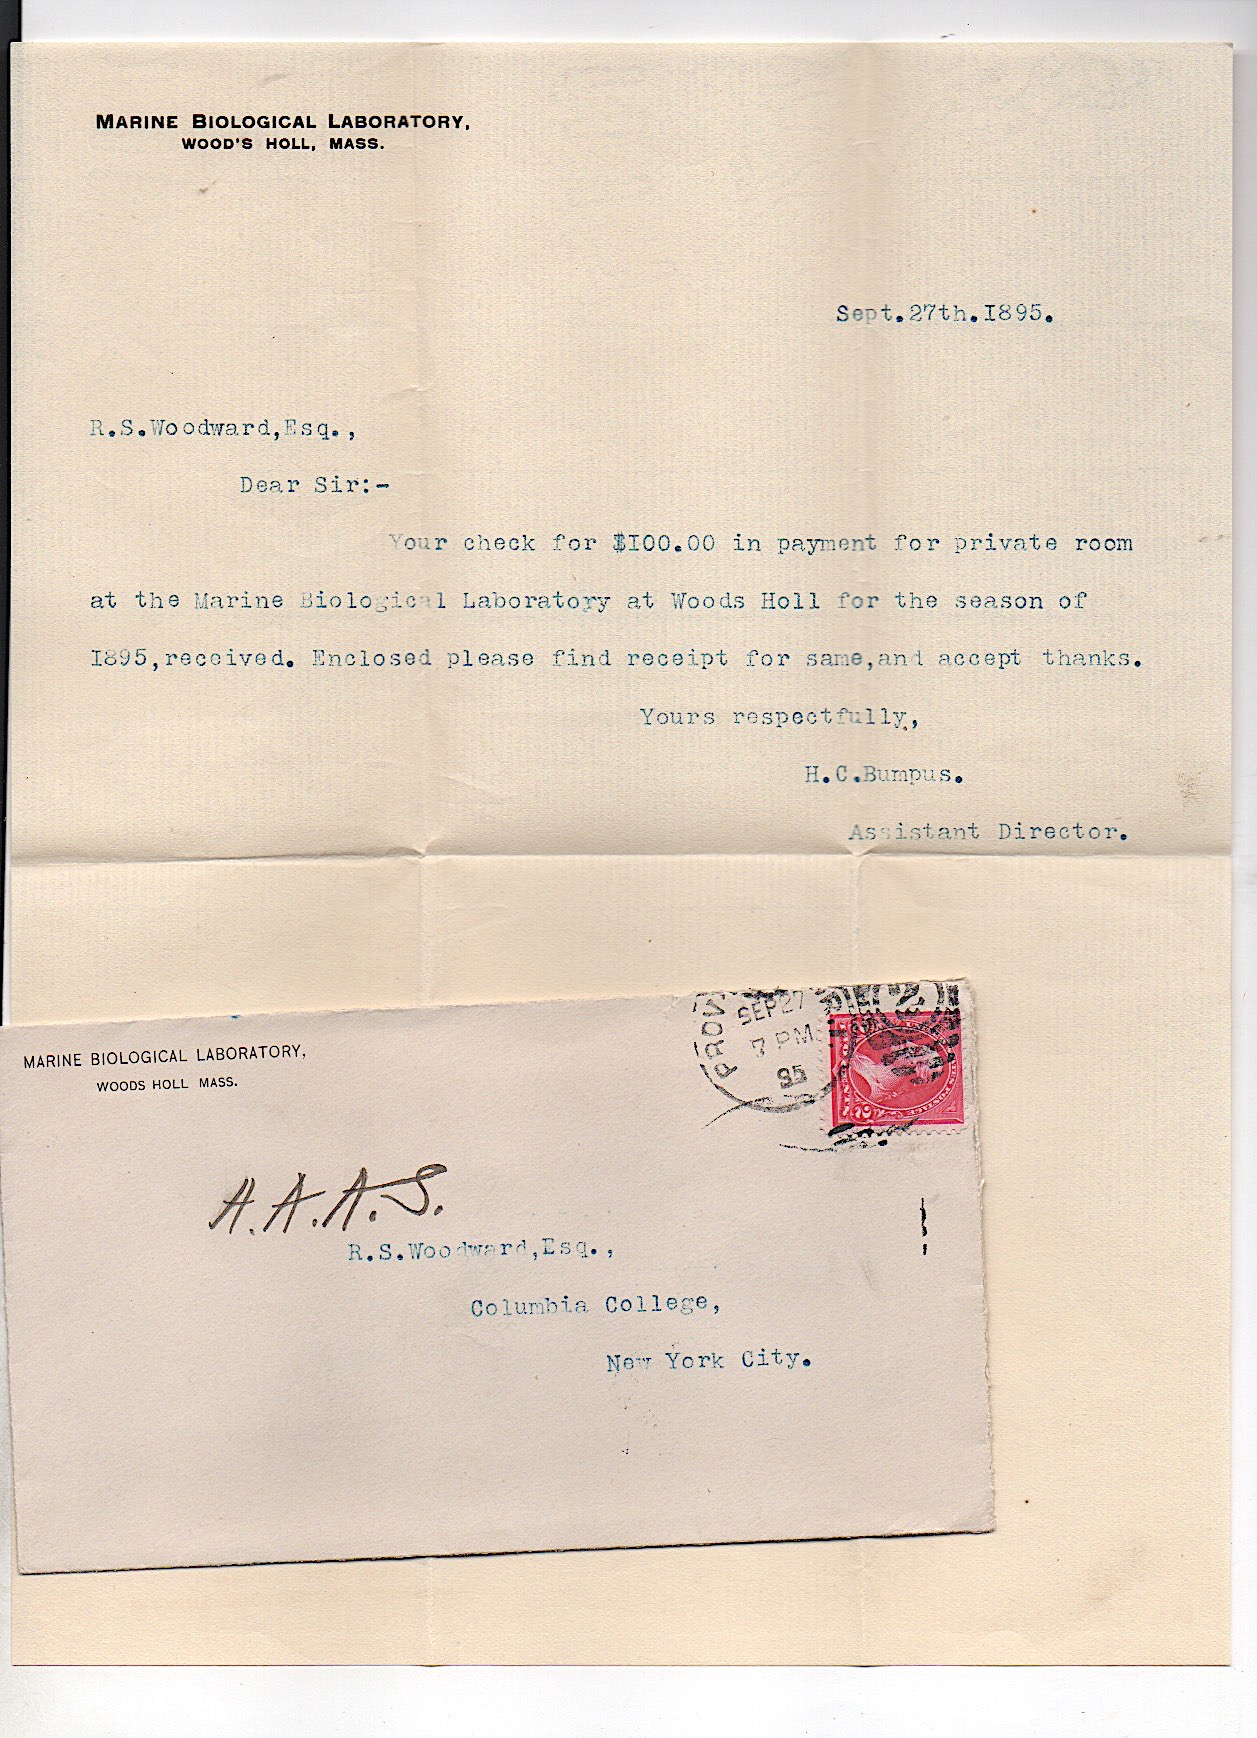 MARINE BIOLOGICAL LABORATORY,
WOOD'S HOLL, MASS.
Sept.27th.I895.
R.S.Woodward,Esq.,
Dear Sir:-
Your check for $I00.00 in payment for private room
at the Marine Biological Laboratory at Woods Holl for the season of
I895,received. Enclosed please find receipt for same,and accept thanks.
Yours respectfully,
H.C.Bumpus.
Assistant Director.
PROV
SEP 27
7 PM
95
MARINE BIOLOGICAL LABORATORY,
WOODS HOLL MASS.
A.A.A.S.
R.S.Woodward,Esq.,
Columbia College,
New York City.